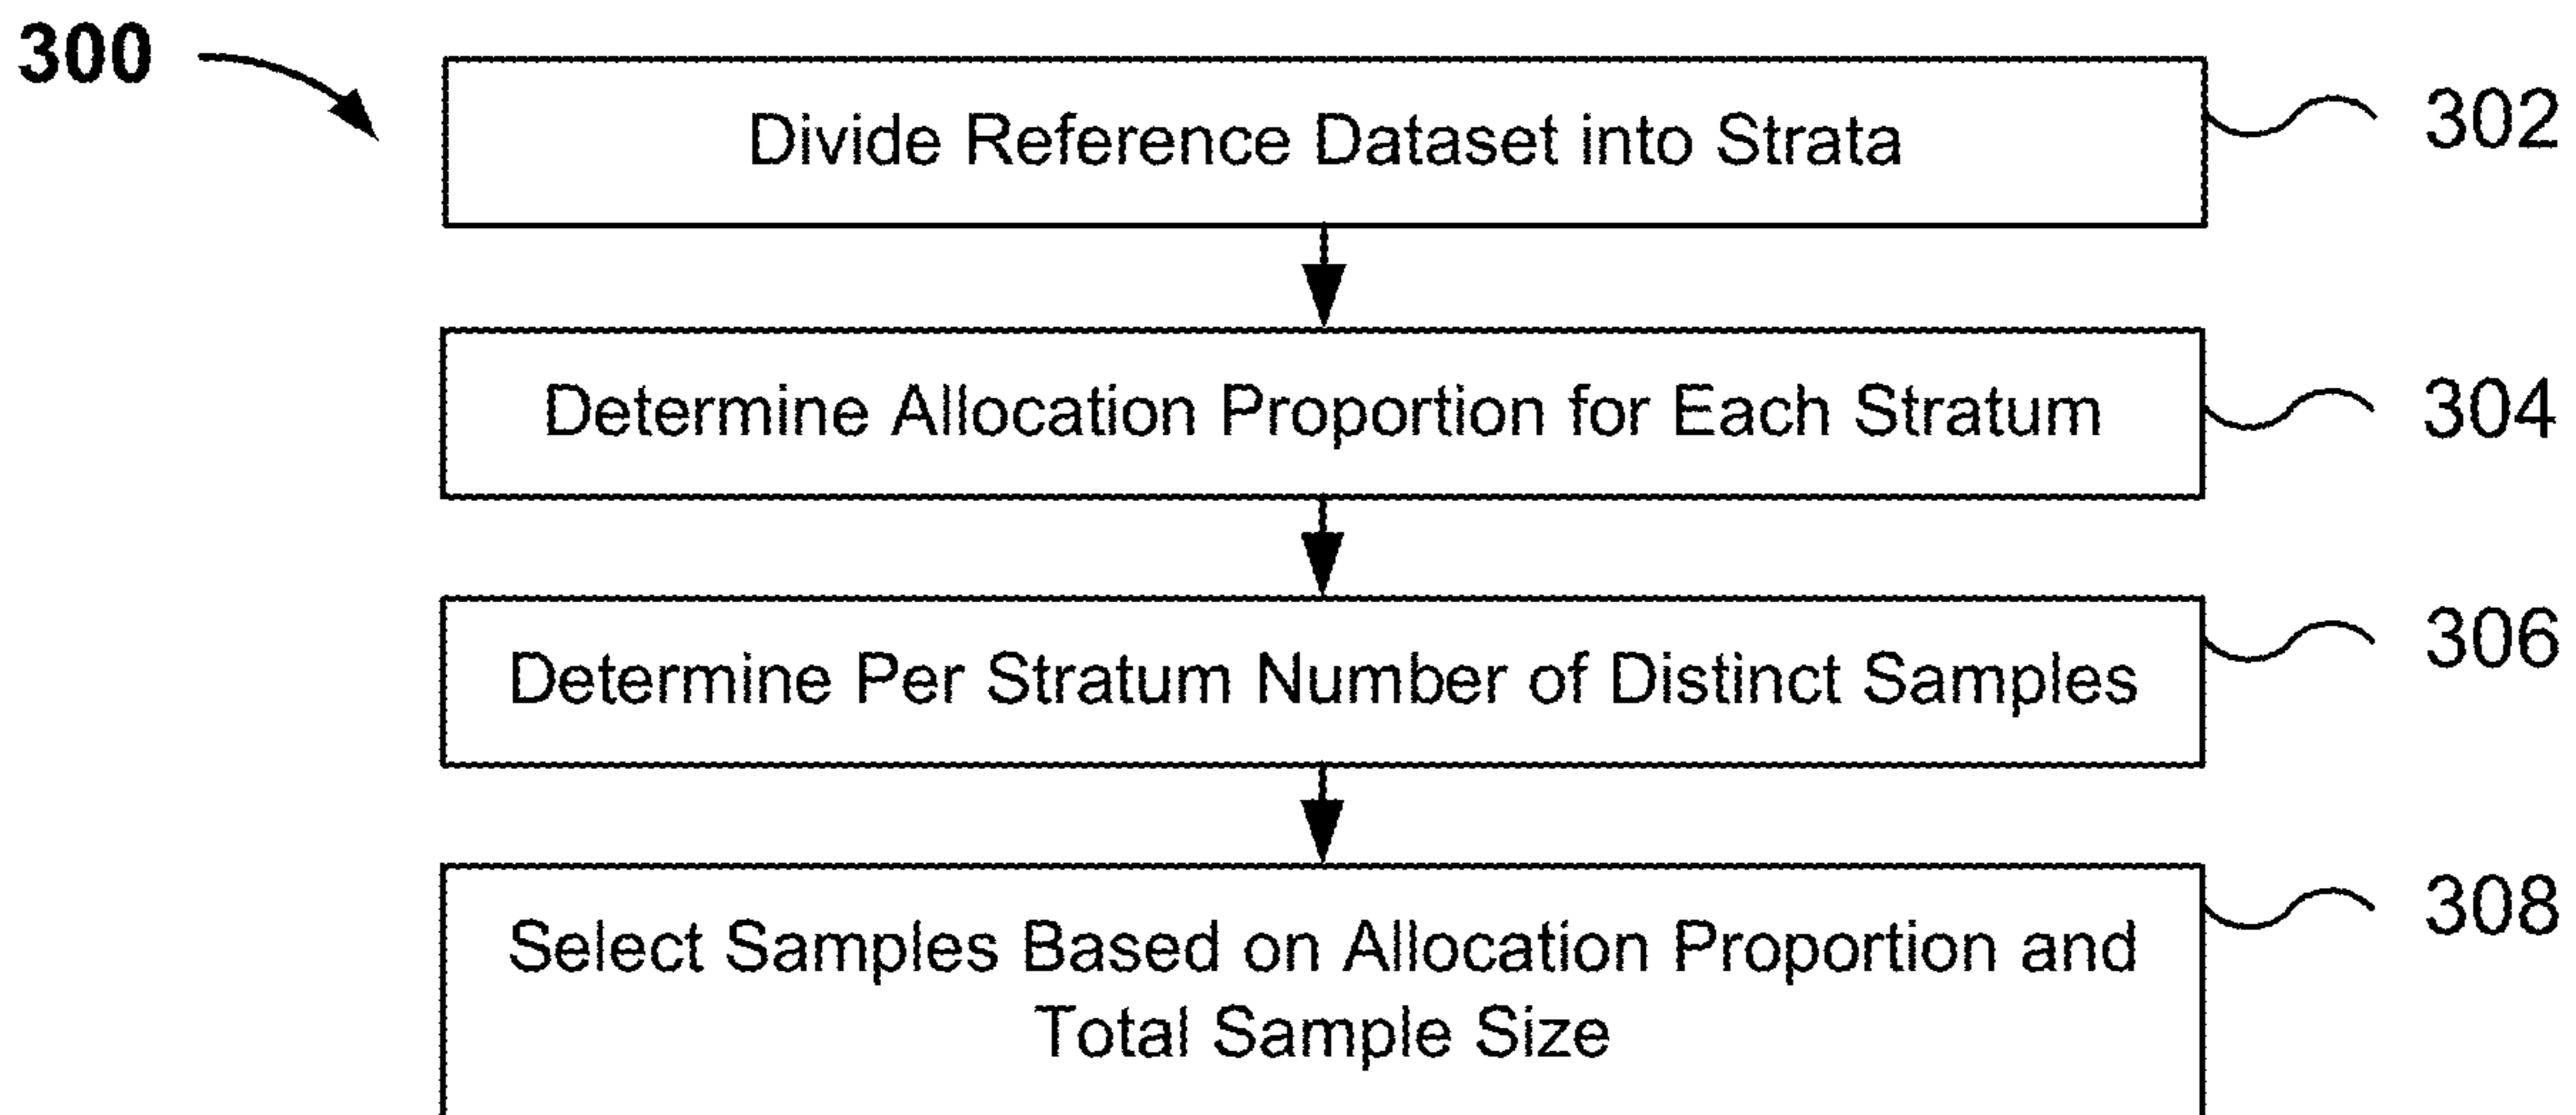 300
Divide Reference Dataset into Strata
302
Determine Allocation Proportion for Each Stratum
304
Determine Per Stratum Number of Distinct Samples
306
Select Samples Based on Allocation Proportion and
Total Sample Size
308